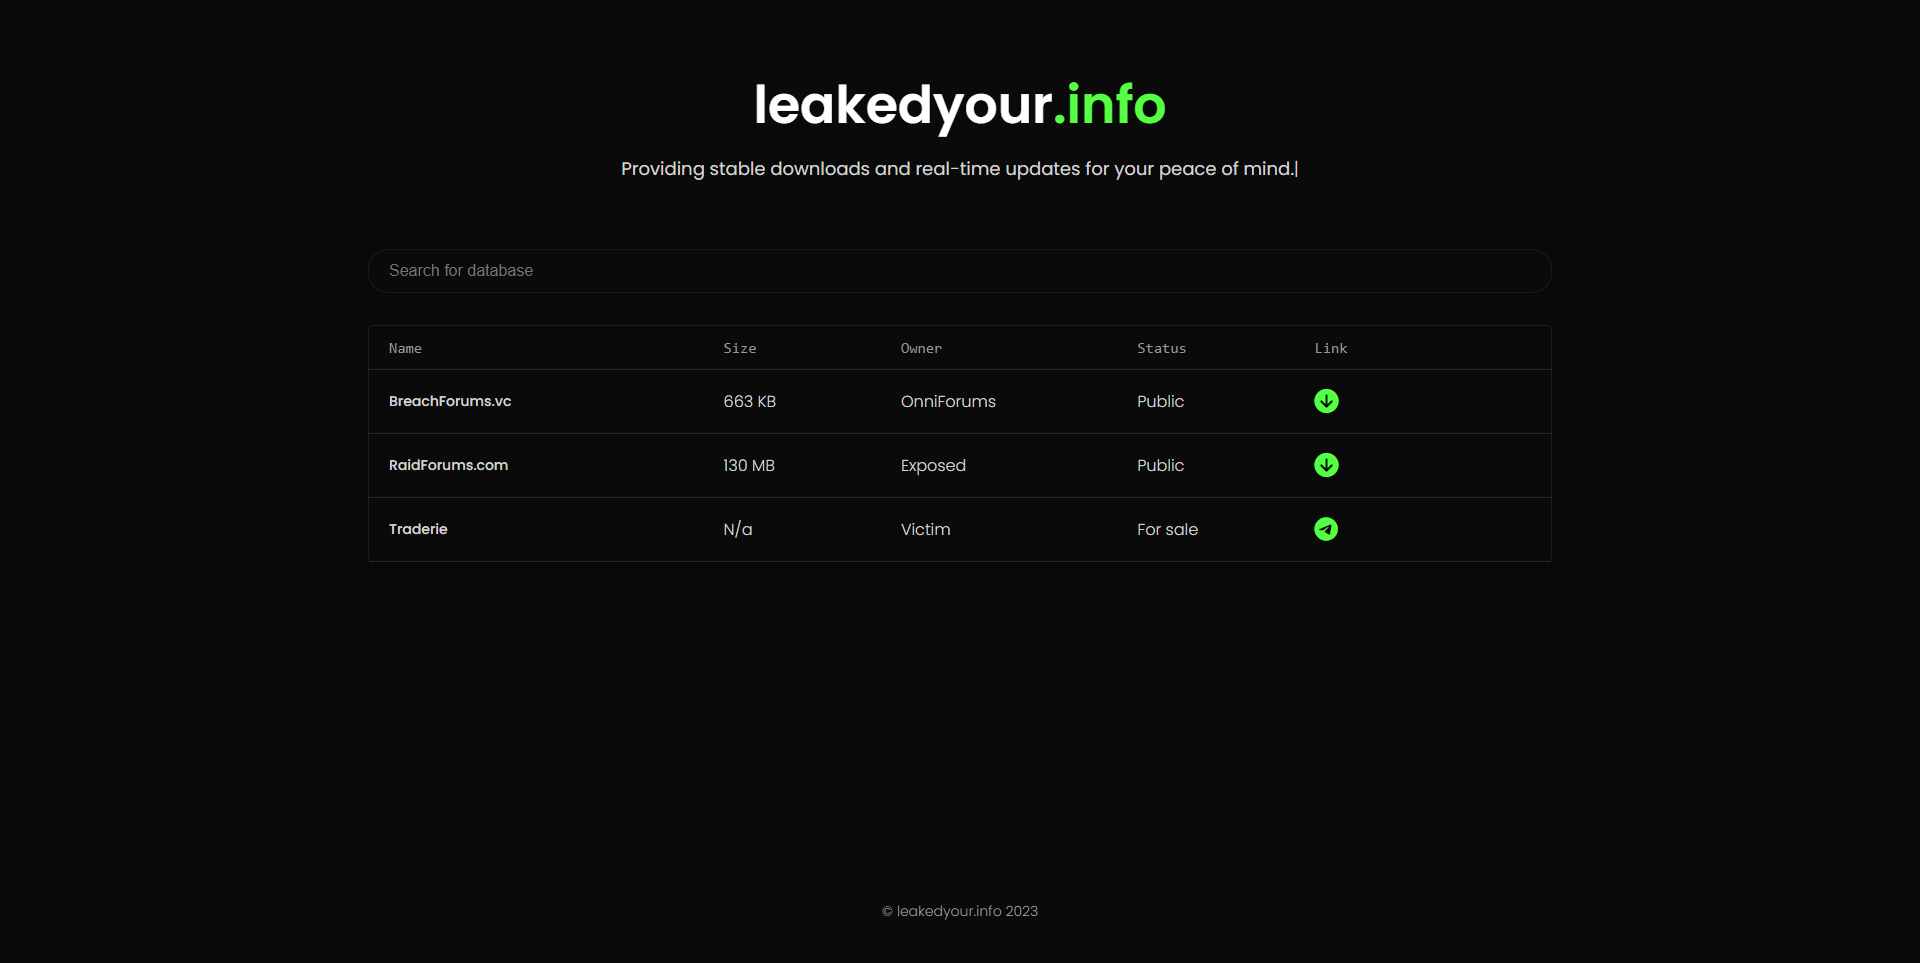 leakedyour.info
Providing stable downloads and real-time updates for your peace of mind.|
Search for database
Name Size Owner Status Link
BreachForums.vc 663 KB OnniForums Public
RaidForums.com 130 MB Exposed Public
Traderie N/a Victim For sale
© leakedyour.info 2023